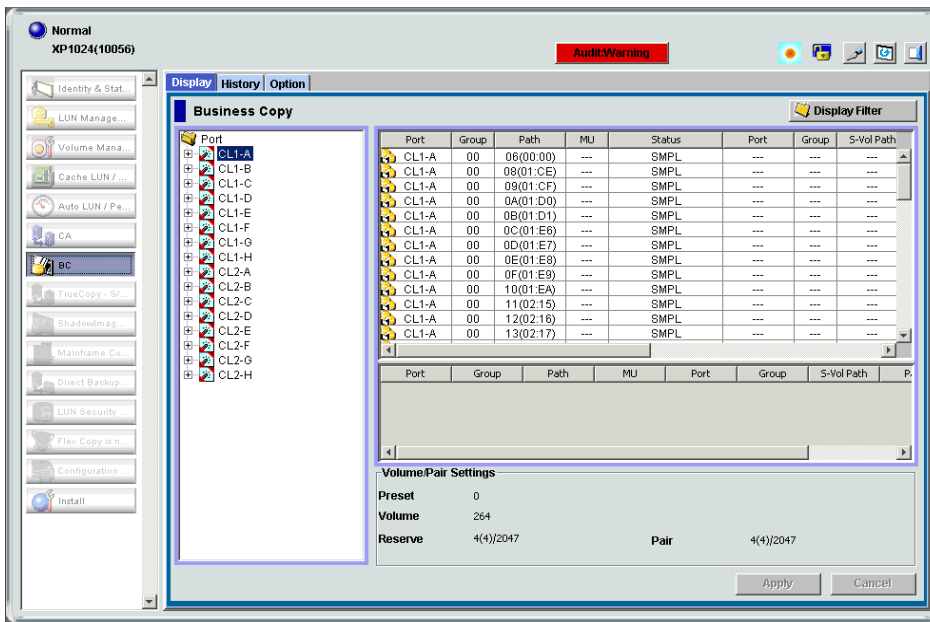 Normal
XP1024(10056)
Audit:Warning
Identity & Stat...
LUN Manage...
Volume Mana...
Cache LUN / ...
Auto LUN / Pe...
CA
BC
TrueCopy - S/...
ShadowImag...
Mainframe Co...
Direct Backup...
LUN Security ...
Flex Copy is n...
Configuration ...
Install
Display History Option
Business Copy
Display Filter
Port
CL1-A
CL1-B
CL1-C
CL1-D
CL1-E
CL1-F
CL1-G
CL1-H
CL2-A
CL2-B
CL2-C
CL2-D
CL2-E
CL2-F
CL2-G
CL2-H
Port Group Path MU Status Port Group S-Vol Path
CL1-A 00 06(00:00) --- SMPL --- --- ---
CL1-A 00 08(01:CE) --- SMPL --- --- ---
CL1-A 00 09(01:CF) --- SMPL --- --- ---
CL1-A 00 0A(01:D0) --- SMPL --- --- ---
CL1-A 00 0B(01:D1) --- SMPL --- --- ---
CL1-A 00 0C(01:E6) --- SMPL --- --- ---
CL1-A 00 0D(01:E7) --- SMPL --- --- ---
CL1-A 00 0E(01:E8) --- SMPL --- --- ---
CL1-A 00 0F(01:E9) --- SMPL --- --- ---
CL1-A 00 10(01:EA) --- SMPL --- --- ---
CL1-A 00 11(02:15) --- SMPL --- --- ---
CL1-A 00 12(02:16) --- SMPL --- --- ---
CL1-A 00 13(02:17) --- SMPL --- --- ---
Port Group Path MU Port Group S-Vol Path P.
Volume/Pair Settings
Preset 0
Volume 264
Reserve 4(4)/2047 Pair 4(4)/2047
Apply Cancel